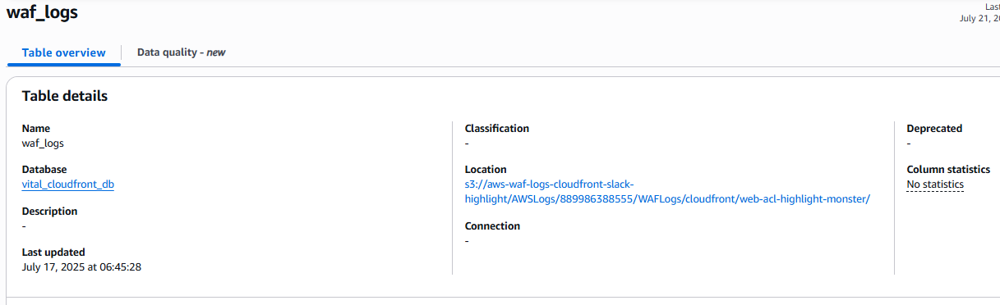 waf_logs
Las
July 21, 2
Table overview
Data quality - new
Table details
Name
waf_logs
Database
vital_cloudfront_db
Description
-
Last updated
July 17, 2025 at 06:45:28
Classification
-
Location
s3://aws-waf-logs-cloudfront-slack-
highlight/AWSLogs/889986388555/WAFLogs/cloudfront/web-acl-highlight-monster/
Connection
-
Deprecated
-
Column statistics
No statistics